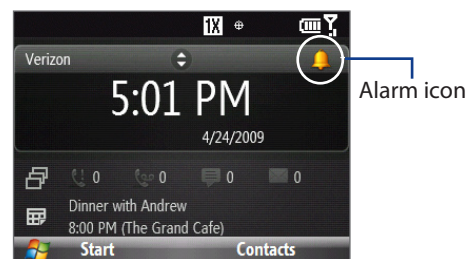 1X
Verizon
Alarm icon
5:01 PM
4/24/2009
0 0 0 0
Dinner with Andrew
8:00 PM (The Grand Cafe)
Start Contacts